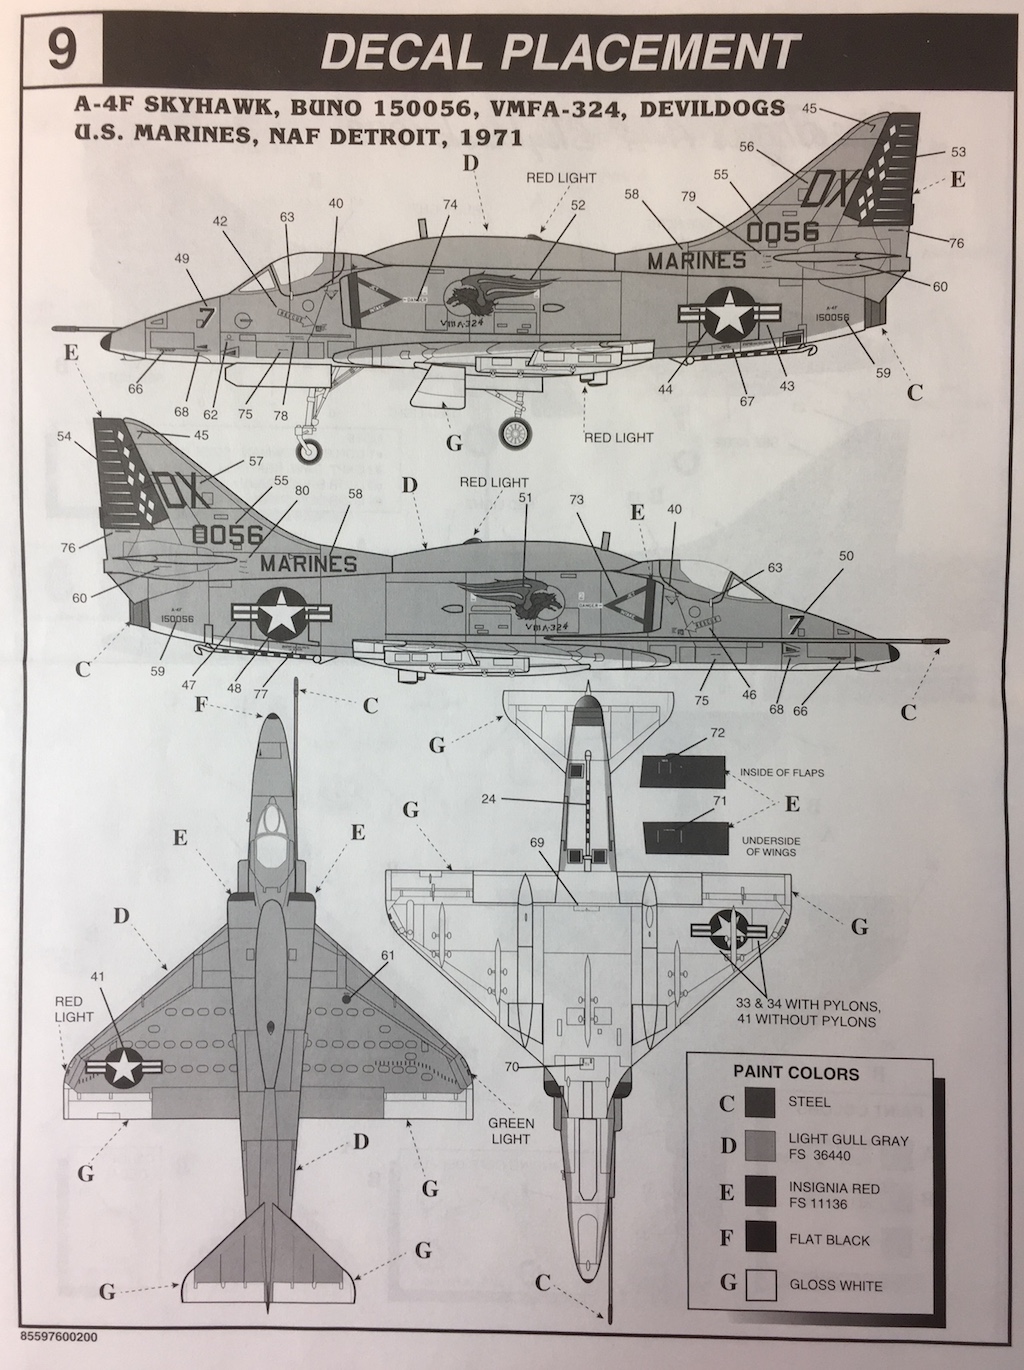 9
DECAL PLACEMENT
A-4F SKYHAWK, BUNO 150056, VMFA-324, DEVILDOGS
U.S. MARINES, NAF DETROIT, 1971
45
D
RED LIGHT
56
53
E
55
58
79
DX
0056
76
MARINES
60
42
63
40
74
52
49
7
DANGER
RESCUE
VMA-324
A-4F
150056
E
66
68
62
75
78
G
RED LIGHT
44
67
43
59
C
54
45
57
55
80
58
D
RED LIGHT
51
73
E
40
63
50
DX
0056
MARINES
76
60
A-4F
150056
DANGER
VMA-324
RESCUE
7
C
59
47
48
77
75
46
68
66
C
F
C
G
72
INSIDE OF FLAPS
E
71
UNDERSIDE
OF WINGS
24
G
69
E
E
D
61
41
RED
LIGHT
G
33 & 34 WITH PYLONS,
41 WITHOUT PYLONS
70
GREEN
LIGHT
D
G
G
G
G
C
PAINT COLORS
C STEEL
D LIGHT GULL GRAY
FS 36440
E INSIGNIA RED
FS 11136
F FLAT BLACK
G GLOSS WHITE
85597600200